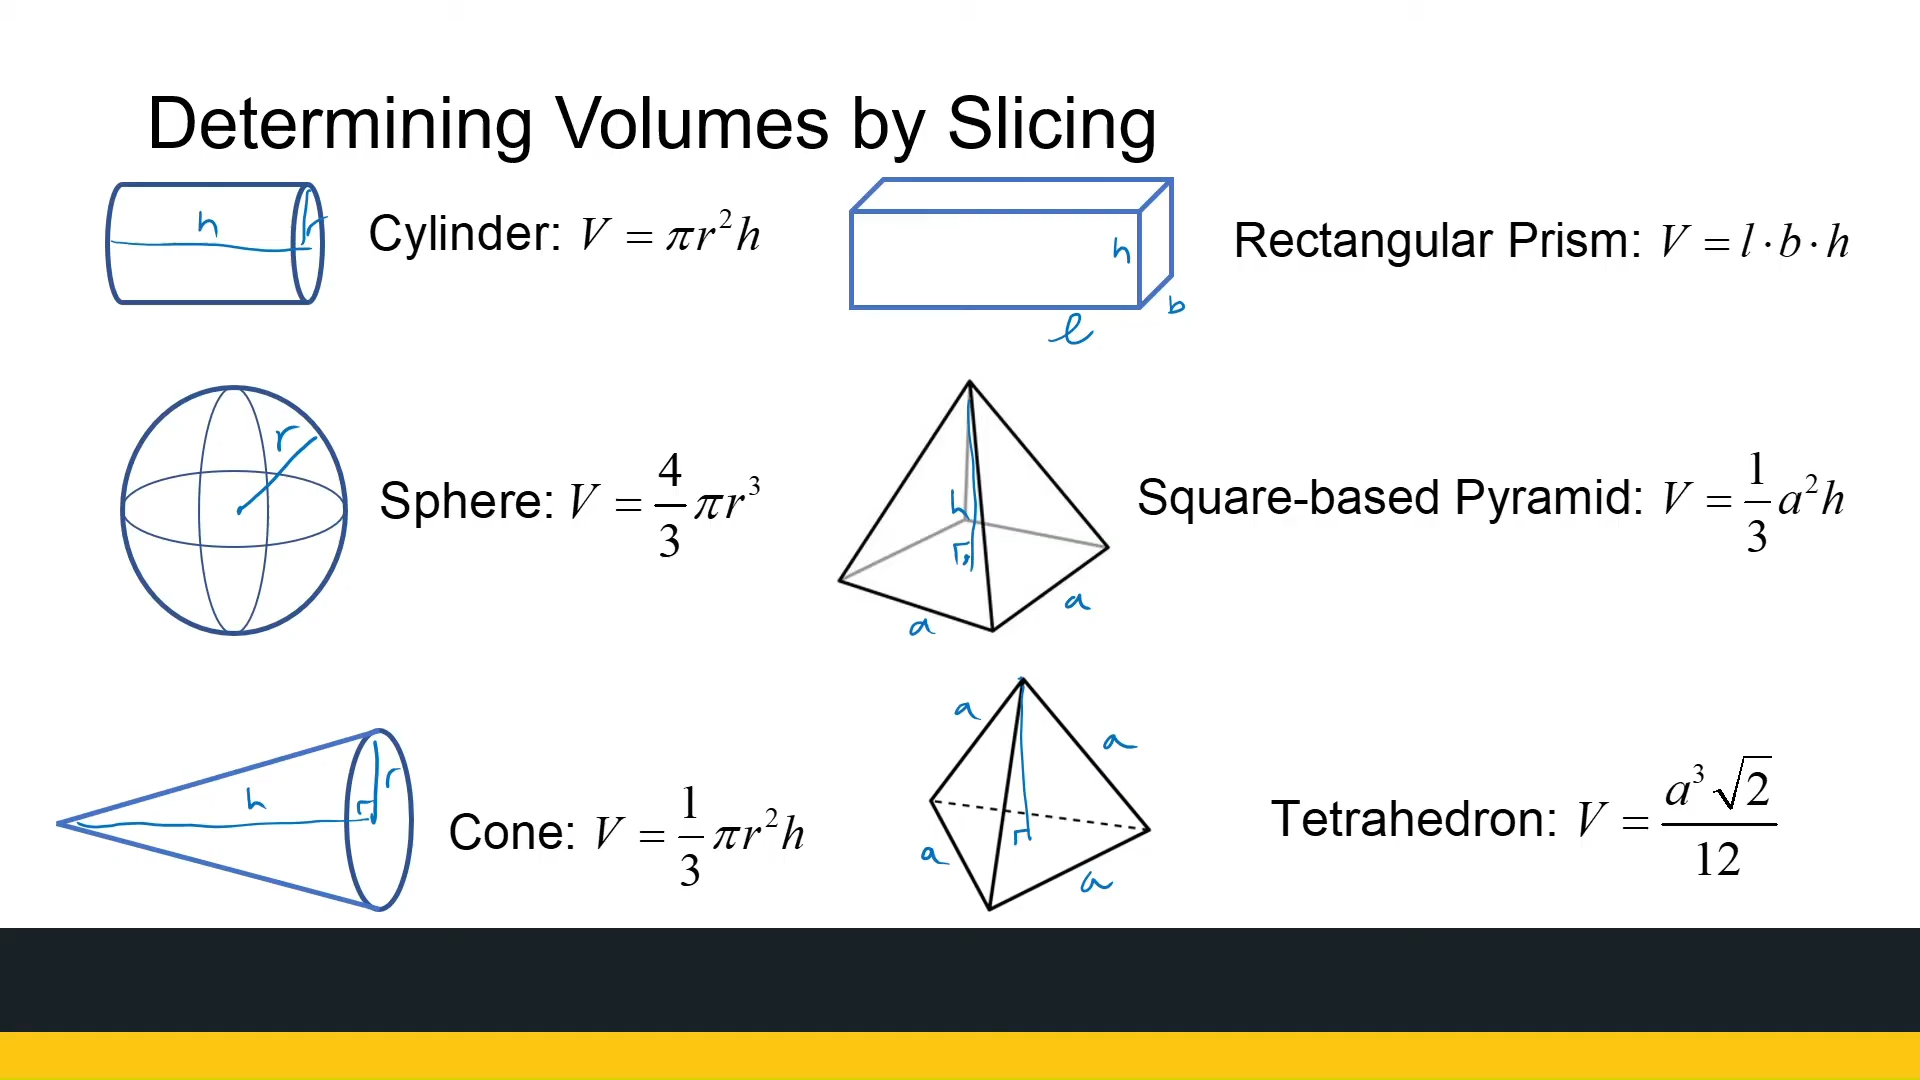 Determining Volumes by Slicing
h r
Cylinder: V = πr²h
h
l
b
Rectangular Prism: V = l · b · h
r
Sphere: V = 4/3 πr³
h
a
a
Square-based Pyramid: V = 1/3 a²h
h
r
Cone: V = 1/3 πr²h
a
a
a
a
Tetrahedron: V = a³√2/12